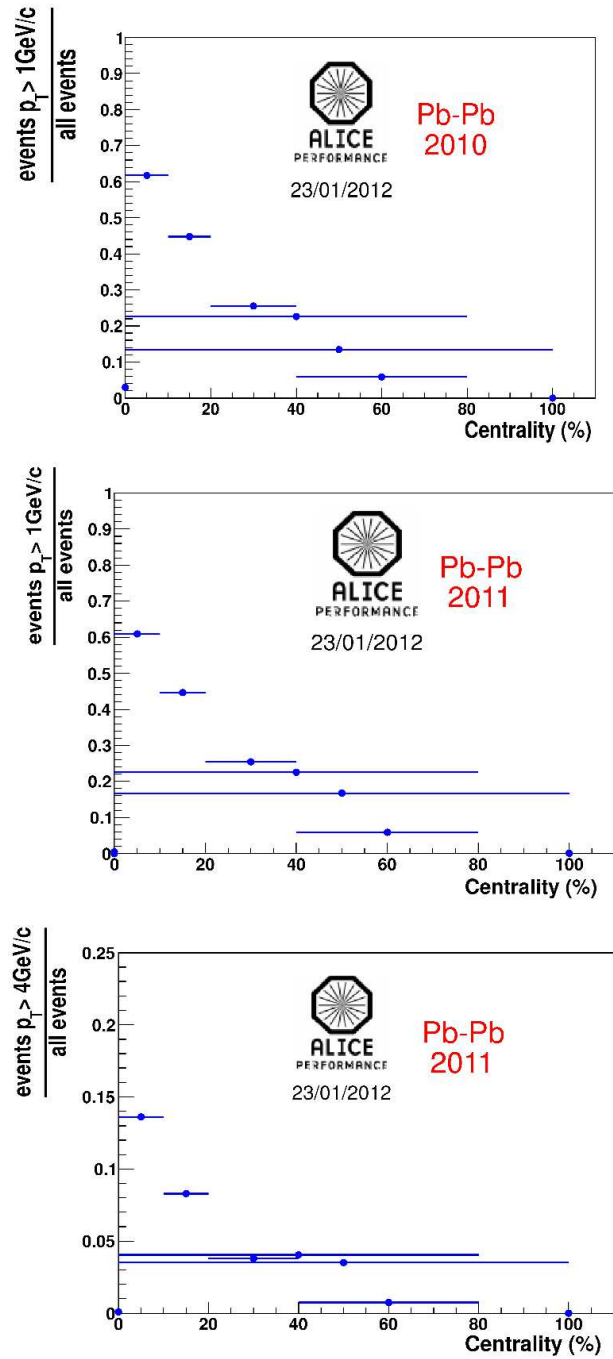 events p_T > 1GeV/c
all events
1
0.9
0.8
0.7
0.6
0.5
0.4
0.3
0.2
0.1
0
ALICE
PERFORMANCE
23/01/2012
Pb-Pb
2010
0 20 40 60 80 100
Centrality (%)
events p_T > 1GeV/c
all events
1
0.9
0.8
0.7
0.6
0.5
0.4
0.3
0.2
0.1
0
ALICE
PERFORMANCE
23/01/2012
Pb-Pb
2011
0 20 40 60 80 100
Centrality (%)
events p_T > 4GeV/c
all events
0.25
0.2
0.15
0.1
0.05
0
ALICE
PERFORMANCE
23/01/2012
Pb-Pb
2011
0 20 40 60 80 100
Centrality (%)